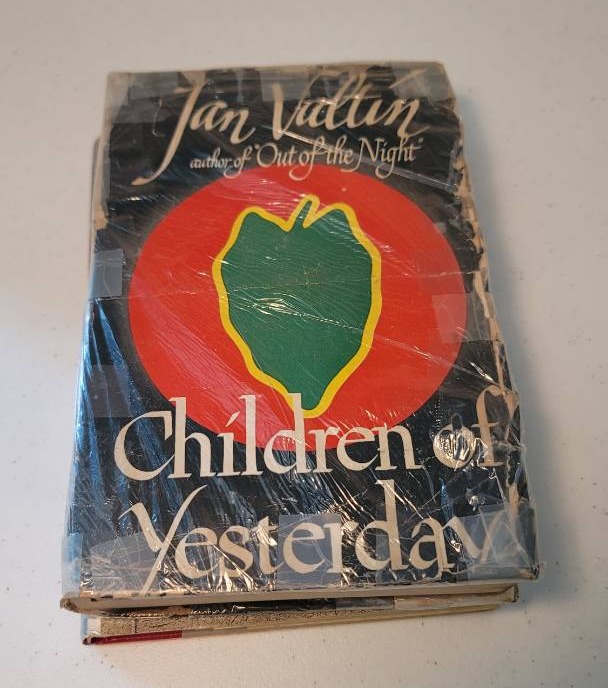 Jan Valtin
author of "Out of the Night"
Children of
Yesterday